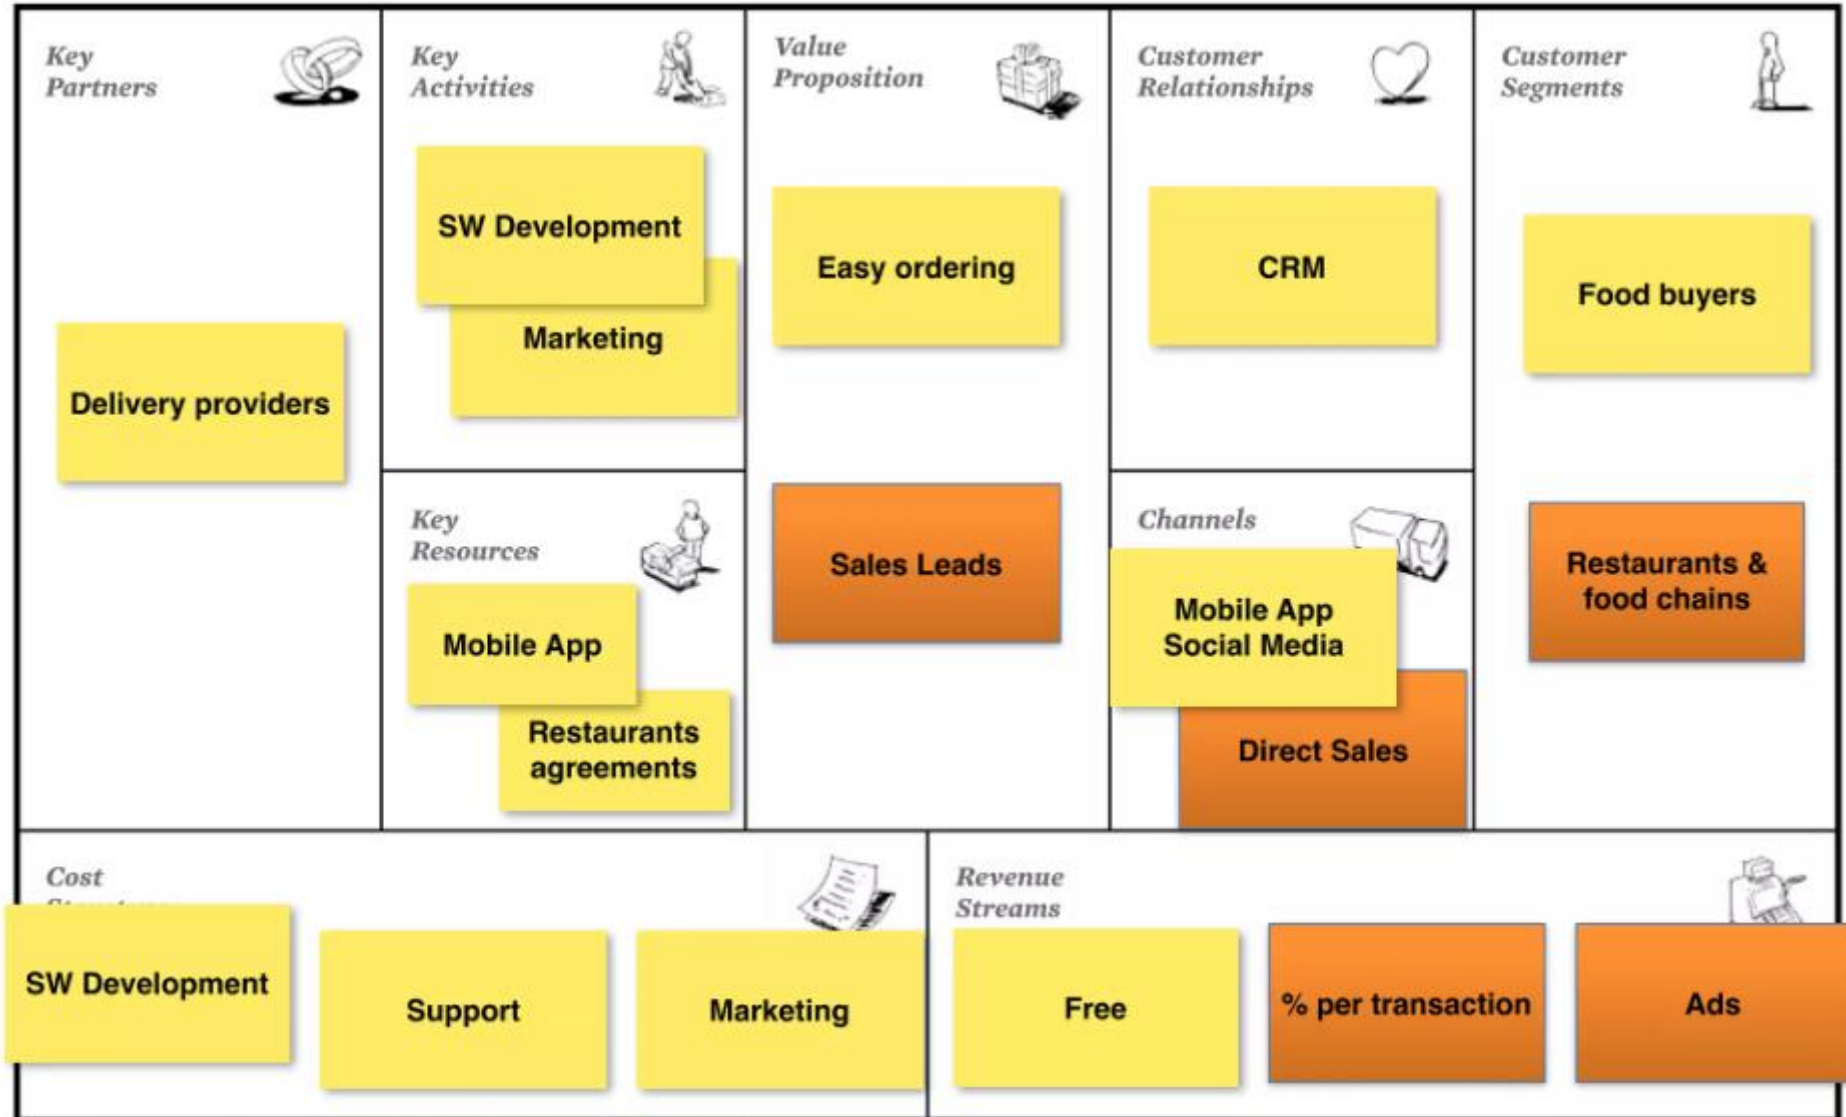 Key
Partners
Delivery providers
Key
Activities
SW Development
Marketing
Key
Resources
Mobile App
Restaurants
agreements
Value
Proposition
Easy ordering
Sales Leads
Customer
Relationships
CRM
Channels
Mobile App
Social Media
Direct Sales
Customer
Segments
Food buyers
Restaurants &
food chains
Cost
SW Development
Support
Marketing
Revenue
Streams
Free
% per transaction
Ads